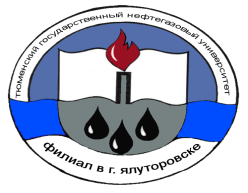 тюменский государственный нефтегазовый университет
филиал в г. ялуторовске